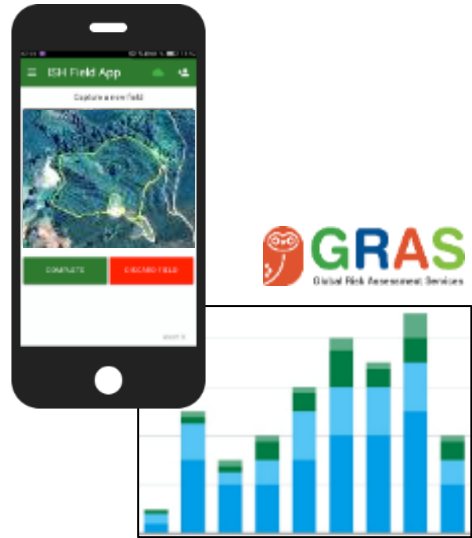 ISH Field App
Capture a new field
COMPLETE
DISCARD FIELD
GRAS
Global Risk Assessment Services